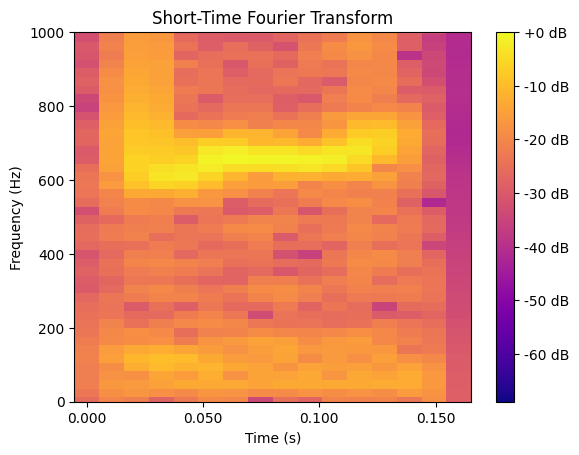 Short-Time Fourier Transform
1000
800
600
400
200
0
Frequency (Hz)
0.000
0.050
0.100
0.150
Time (s)
+0 dB
-10 dB
-20 dB
-30 dB
-40 dB
-50 dB
-60 dB